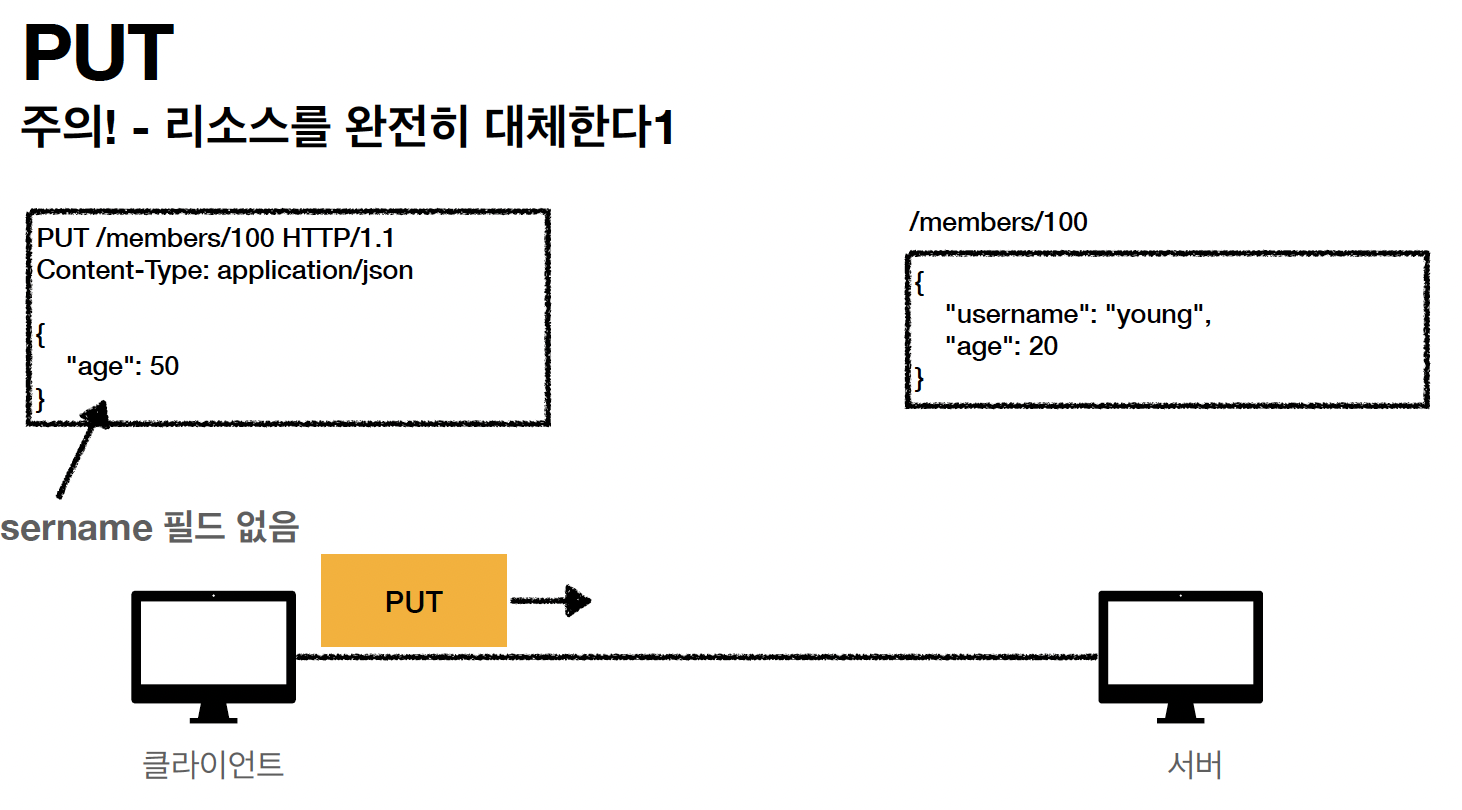 PUT
주의! - 리소스를 완전히 대체한다1
PUT /members/100 HTTP/1.1
Content-Type: application/json
{
"age": 50
}
/members/100
{
"username": "young",
"age": 20
}
sername 필드 없음
PUT
클라이언트
서버